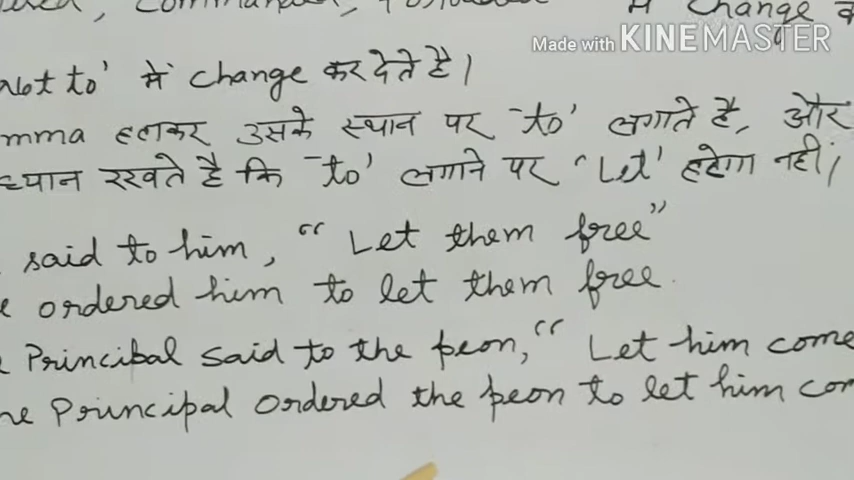 Made with KINEMASTER
में change
not to' में change कर देते है।
mma हटाकर उसके स्थान पर 'to' लगाते है, और
ध्यान रखते है कि 'to' लगाने पर 'Let' हटेगा नहीं।
said to him, “Let them free”
ordered him to let them free.
Principal said to the peon, “Let him come
Principal ordered the peon to let him com